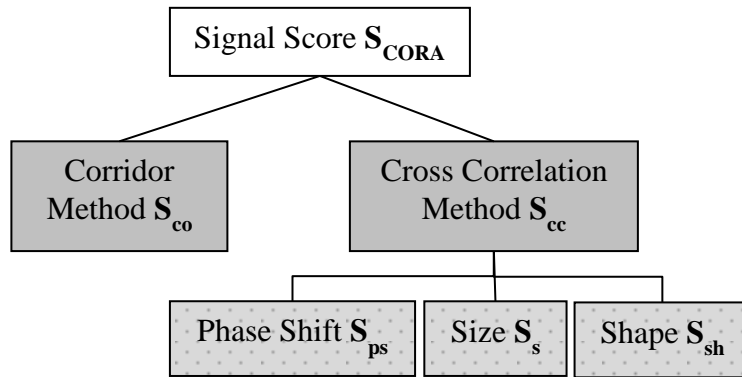 Signal Score S_CORA
Corridor
Method S_co
Cross Correlation
Method S_cc
Phase Shift S_ps
Size S_s
Shape S_sh